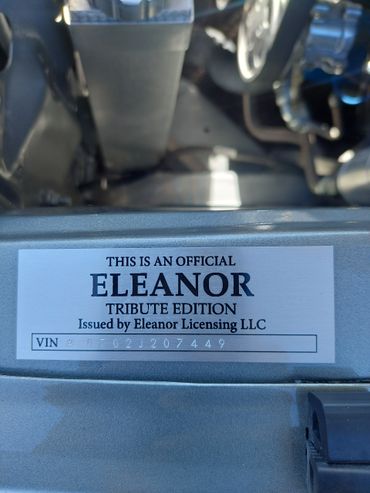 THIS IS AN OFFICIAL
ELEANOR
TRIBUTE EDITION
Issued by Eleanor Licensing LLC
VIN